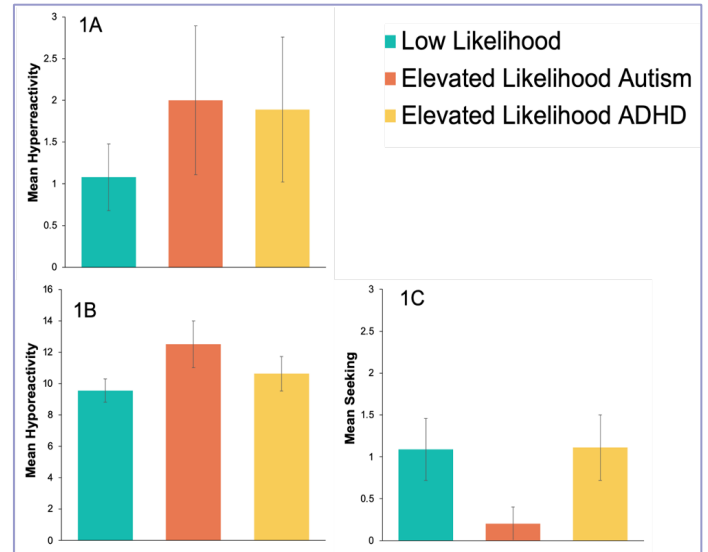 1A
Mean Hyperreactivity
3
2.5
2
1.5
1
0.5
0
Low Likelihood
Elevated Likelihood Autism
Elevated Likelihood ADHD
1B
Mean Hyporeactivity
16
14
12
10
8
6
4
2
0
1C
Mean Seeking
3
2.5
2
1.5
1
0.5
0